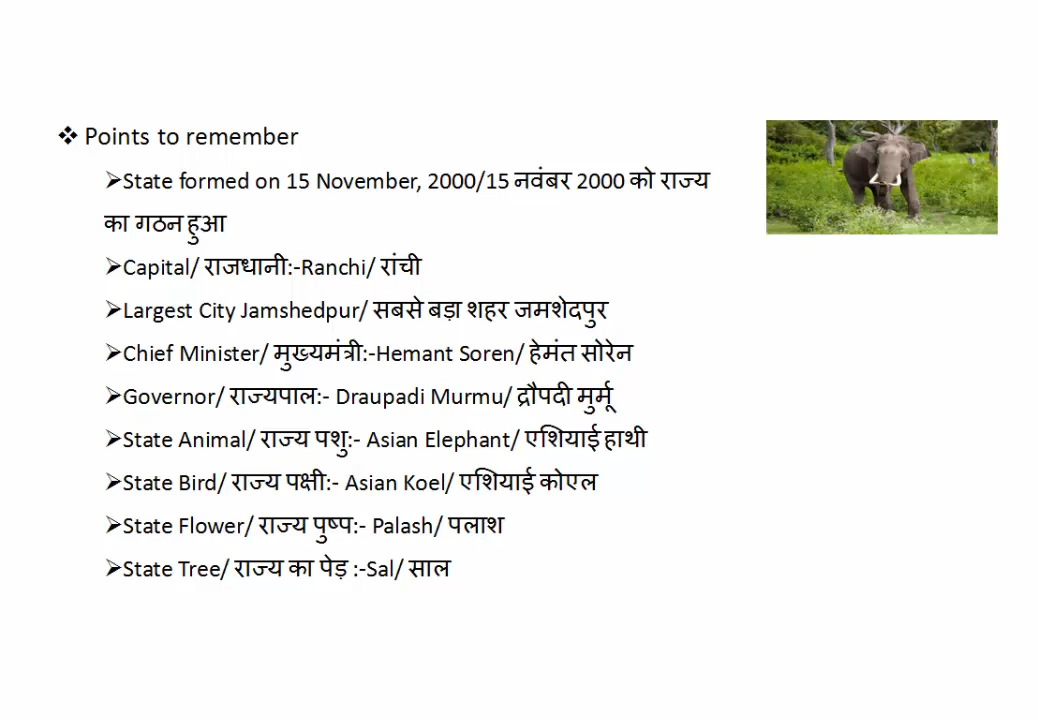 ❖ Points to remember
➢State formed on 15 November, 2000/15 नवंबर 2000 को राज्य
का गठन हुआ
➢Capital/ राजधानी:-Ranchi/ रांची
➢Largest City Jamshedpur/ सबसे बड़ा शहर जमशेदपुर
➢Chief Minister/ मुख्यमंत्री:-Hemant Soren/ हेमंत सोरेन
➢Governor/ राज्यपाल:- Draupadi Murmu/ द्रौपदी मुर्मू
➢State Animal/ राज्य पशु:- Asian Elephant/ एशियाई हाथी
➢State Bird/ राज्य पक्षी:- Asian Koel/ एशियाई कोएल
➢State Flower/ राज्य पुष्प:- Palash/ पलाश
➢State Tree/ राज्य का पेड़ :-Sal/ साल